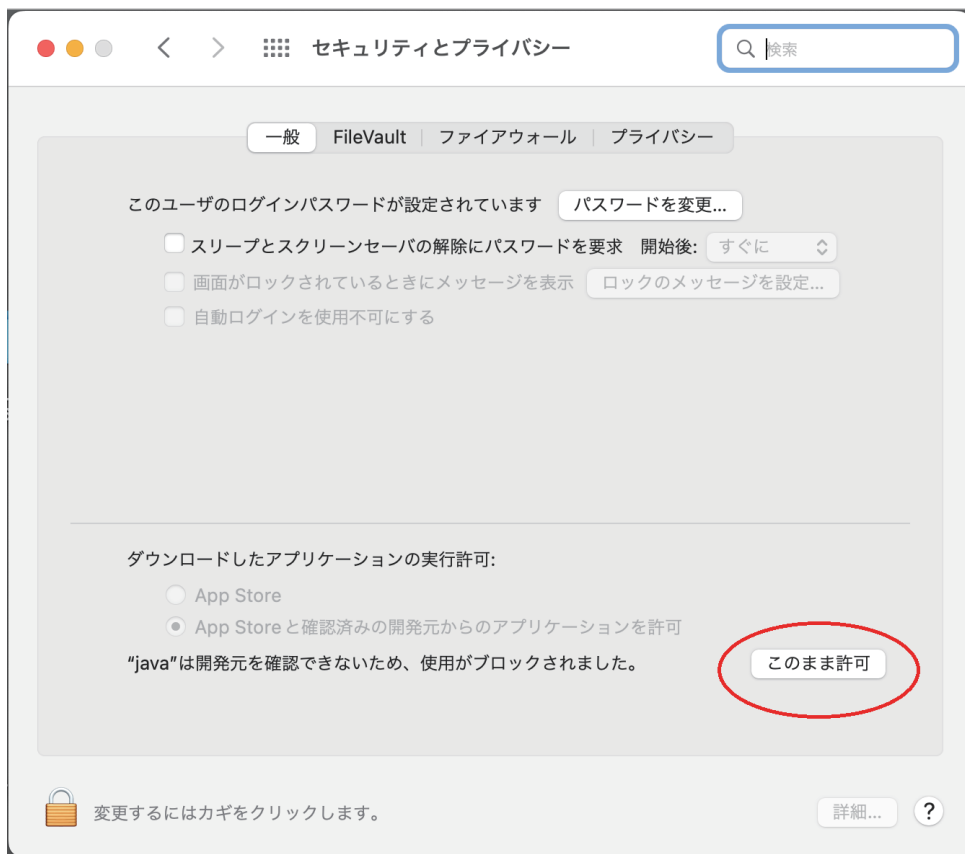 セキュリティとプライバシー
検索
一般 FileVault ファイアウォール プライバシー
このユーザのログインパスワードが設定されています パスワードを変更...
スリープとスクリーンセーバの解除にパスワードを要求 開始後: すぐに
画面がロックされているときにメッセージを表示 ロックのメッセージを設定...
自動ログインを使用不可にする
ダウンロードしたアプリケーションの実行許可:
App Store
App Storeと確認済みの開発元からのアプリケーションを許可
“java”は開発元を確認できないため、使用がブロックされました。 このまま許可
変更するにはカギをクリックします。 詳細... ?